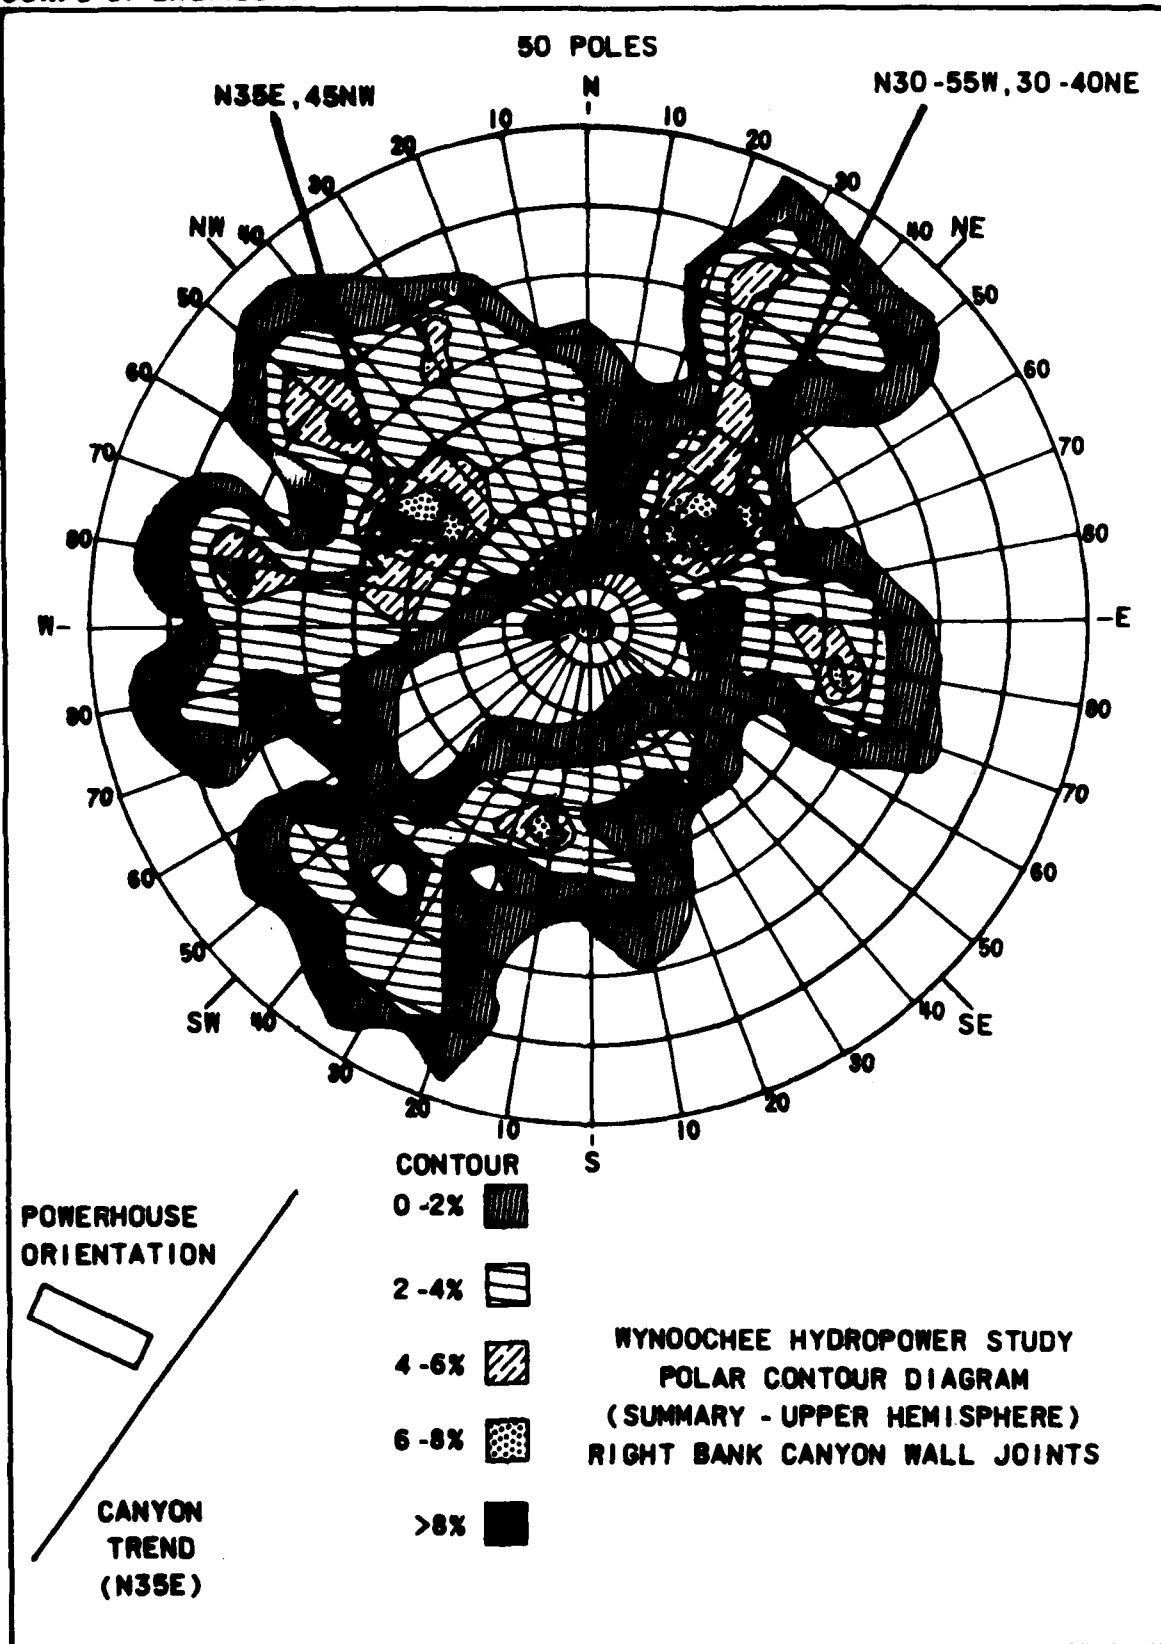 50 POLES
N35E, 45NW
N
N30-55W, 30-40NE
10 10
20 20
30 30
NW 40 40 NE
50 50
60 60
70 70
80 80
W- -E
80 80
70 70
60 60
50 50
SW 40 40 SE
30 30
20 20
10 10
S
CONTOUR
0-2%
2-4%
4-6%
6-8%
>8%
POWERHOUSE
ORIENTATION
CANYON
TREND
(N35E)
WYNOOCHEE HYDROPOWER STUDY
POLAR CONTOUR DIAGRAM
(SUMMARY - UPPER HEMISPHERE)
RIGHT BANK CANYON WALL JOINTS